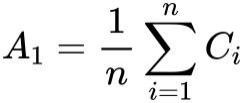 $A_1 = \frac{1}{n} \sum_{i=1}^{n} C_i$